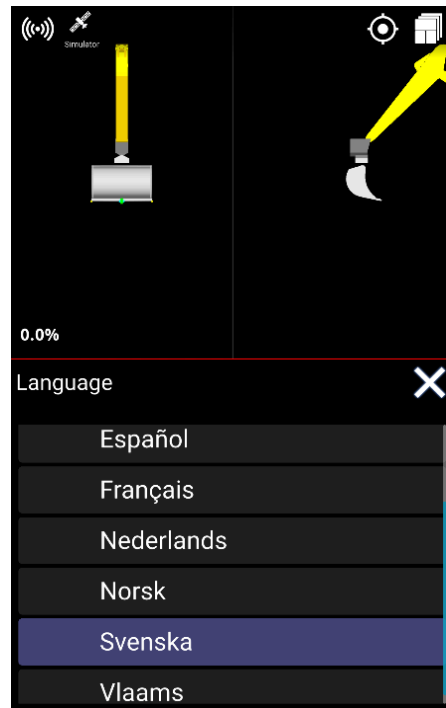 Simulator
0.0%
Language
Español
Français
Nederlands
Norsk
Svenska
Vlaams